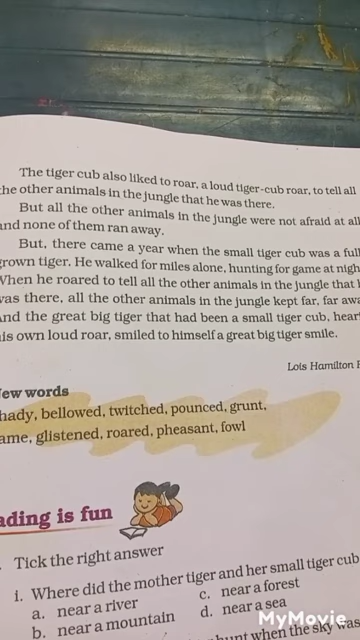 The tiger cub also liked to roar, a loud tiger-cub roar, to tell all
the other animals in the jungle that he was there.
But all the other animals in the jungle were not afraid at all
and none of them ran away.
But, there came a year when the small tiger cub was a full
grown tiger. He walked for miles alone, hunting for game at
When he roared to tell all the other animals in the jungle that
was there, all the other animals in the jungle kept far, far
And the great big tiger that had been a small tiger cub,
his own loud roar, smiled to himself a great big tiger smile.
Lois Hamilton
New words
bellowed, twitched, pounced, grunt,
glistened, roared, pheasant, fowl
is fun
Tick the right answer
i. Where did the mother tiger and her small tiger cub
a. near a river
c. near a forest
b. near a mountain
d. near a sea
when the sky was
MyMovie